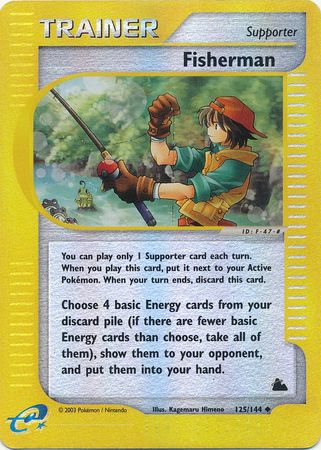 TRAINER
Supporter
Fisherman
ID: F-47-#
You can play only 1 Supporter card each turn.
When you play this card, put it next to your Active
Pokémon. When your turn ends, discard this card.
Choose 4 basic Energy cards from your
discard pile (if there are fewer basic
Energy cards than choose, take all of
them), show them to your opponent,
and put them into your hand.
e
© 2003 Pokémon / Nintendo
Illus. Kagemaru Himeno
125/144 ◆